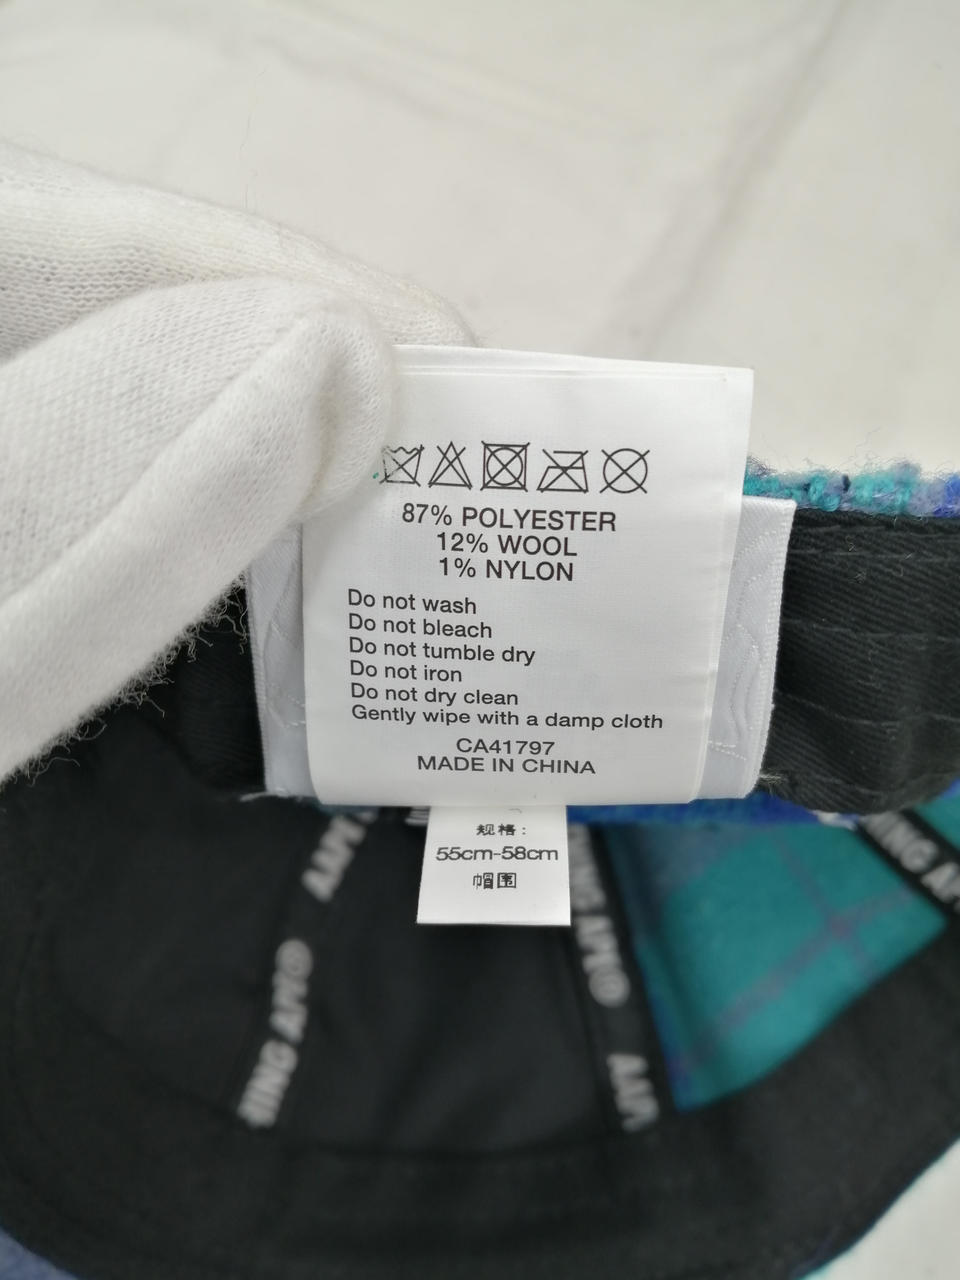 87% POLYESTER
12% WOOL
1% NYLON
Do not wash
Do not bleach
Do not tumble dry
Do not iron
Do not dry clean
Gently wipe with a damp cloth
CA41797
MADE IN CHINA
规格:
55cm-58cm
帽围